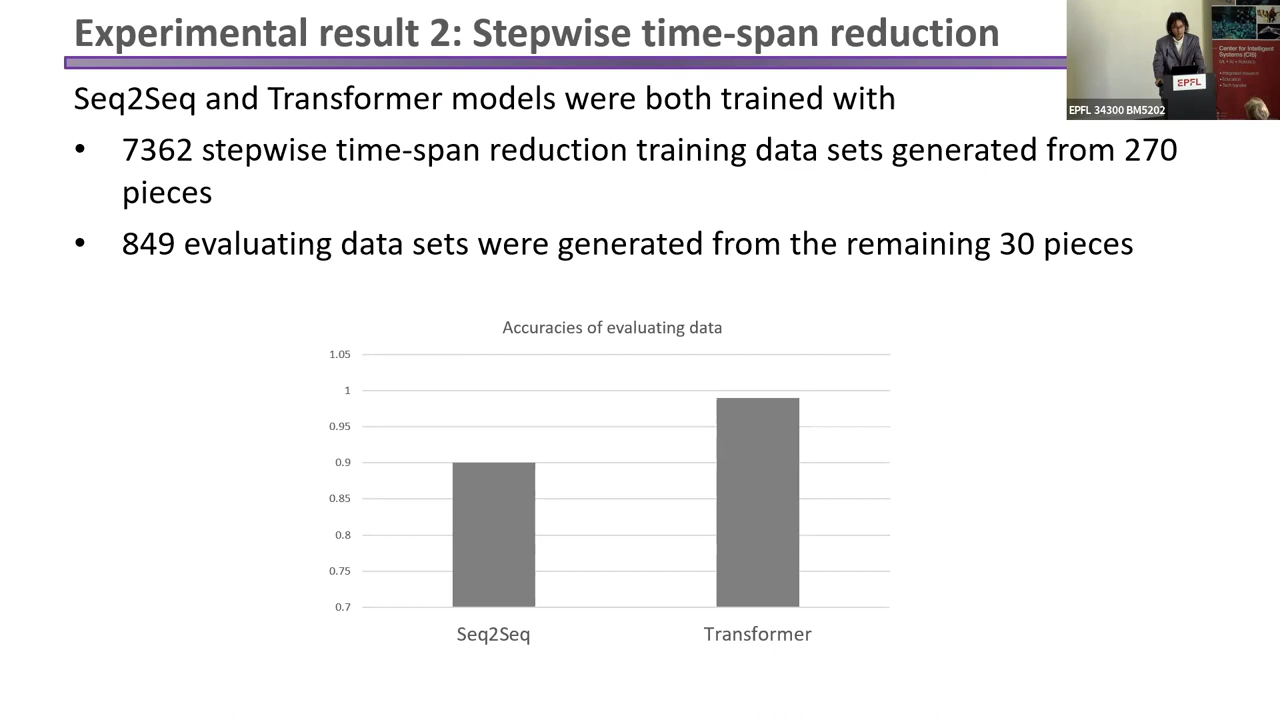 Experimental result 2: Stepwise time-span reduction
Seq2Seq and Transformer models were both trained with
• 7362 stepwise time-span reduction training data sets generated from 270
pieces
• 849 evaluating data sets were generated from the remaining 30 pieces
Accuracies of evaluating data
1.05
1
0.95
0.9
0.85
0.8
0.75
0.7
Seq2Seq
Transformer
Center for Intelligent
Systems (CIS)
EPFL
EPFL 34300 BM5202